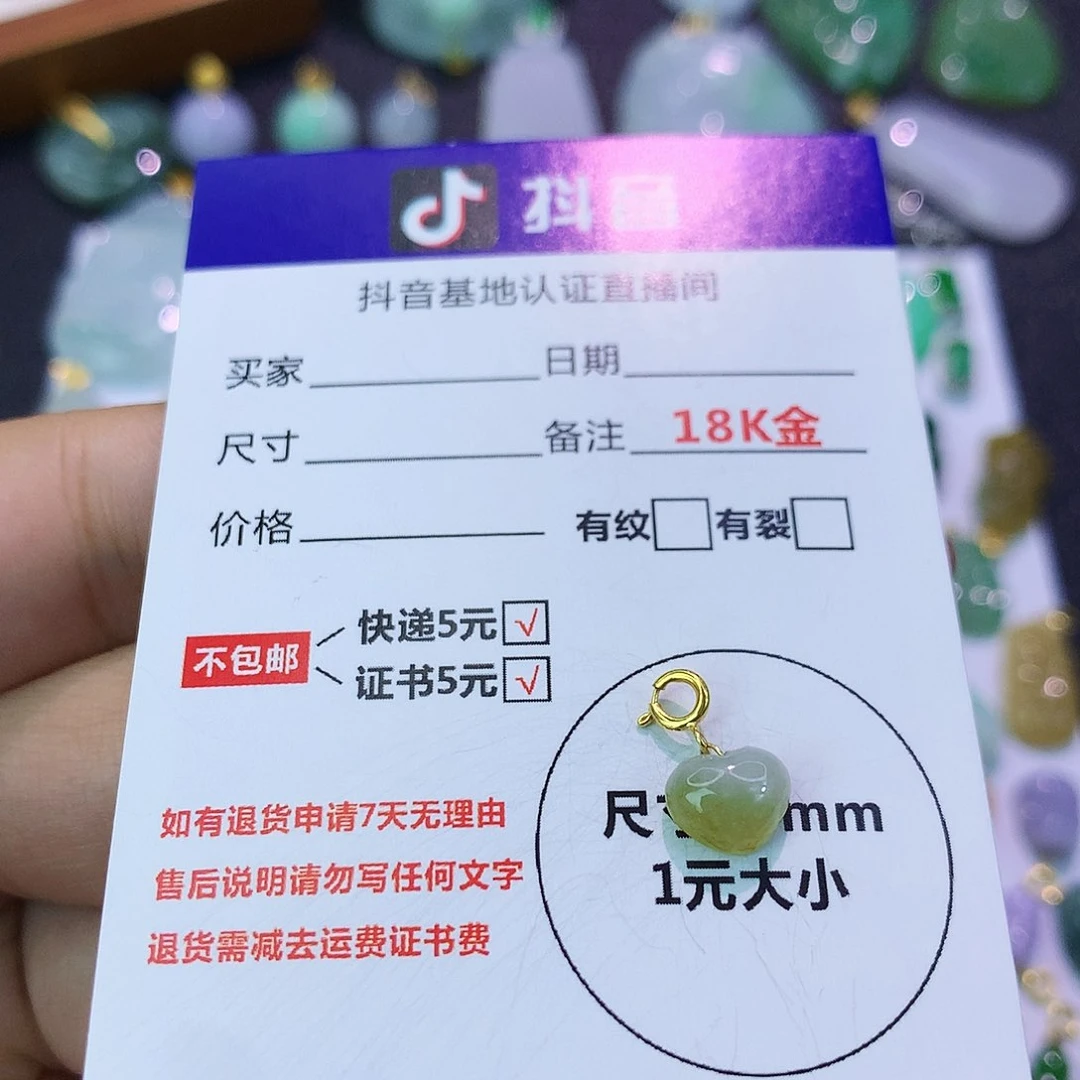 抖音
抖音基地认证直播间
买家 日期
尺寸 备注 18K金
价格 有纹 有裂
不包邮
快递5元 √
证书5元 √
如有退货申请7天无理由
售后说明请勿写任何文字
退货需减去运费证书费
尺 mm
1元大小